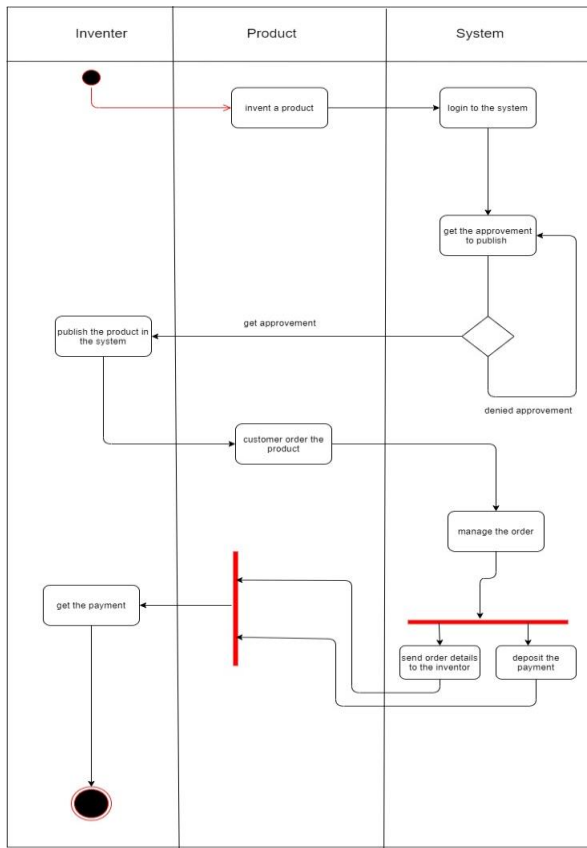 Inventer
Product
System
invent a product
login to the system
get the approvement
to publish
get approvement
publish the product in
the system
denied approvement
customer order the
product
manage the order
get the payment
send order details
to the inventor
deposit the
payment